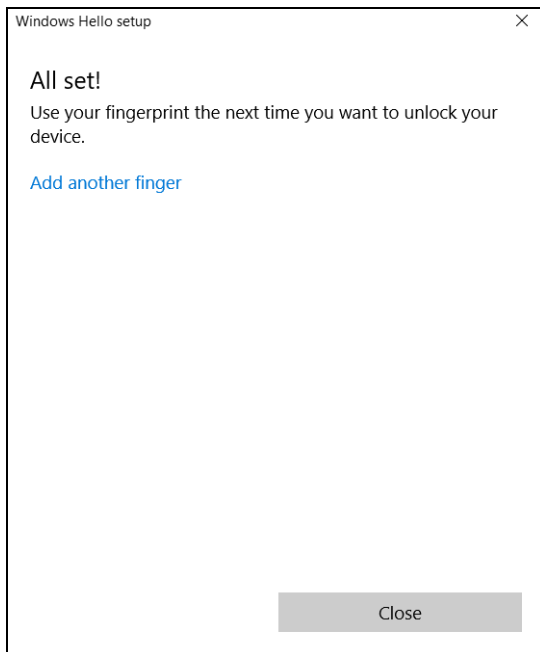 Windows Hello setup
All set!
Use your fingerprint the next time you want to unlock your
device.
Add another finger
Close